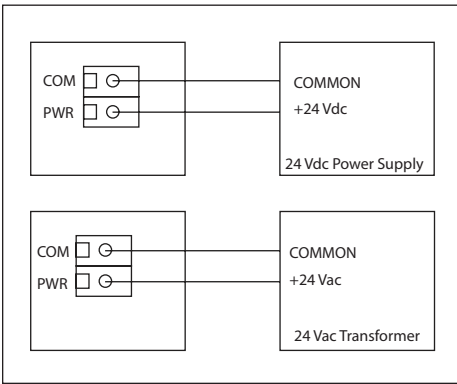 COM
COMMON
PWR
+24 Vdc
24 Vdc Power Supply
COM
COMMON
PWR
+24 Vac
24 Vac Transformer